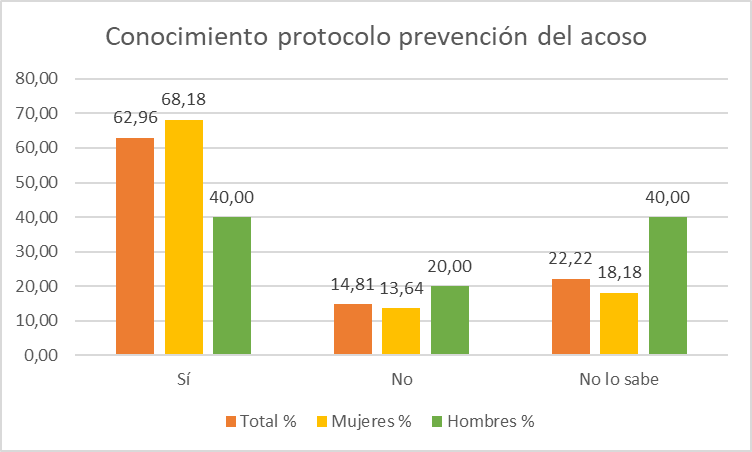 Conocimiento protocolo prevención del acoso
80,00
70,00
60,00
50,00
40,00
30,00
20,00
10,00
0,00
62,96
68,18
40,00
14,81
13,64
20,00
22,22
18,18
40,00
Sí
No
No lo sabe
Total %
Mujeres %
Hombres %